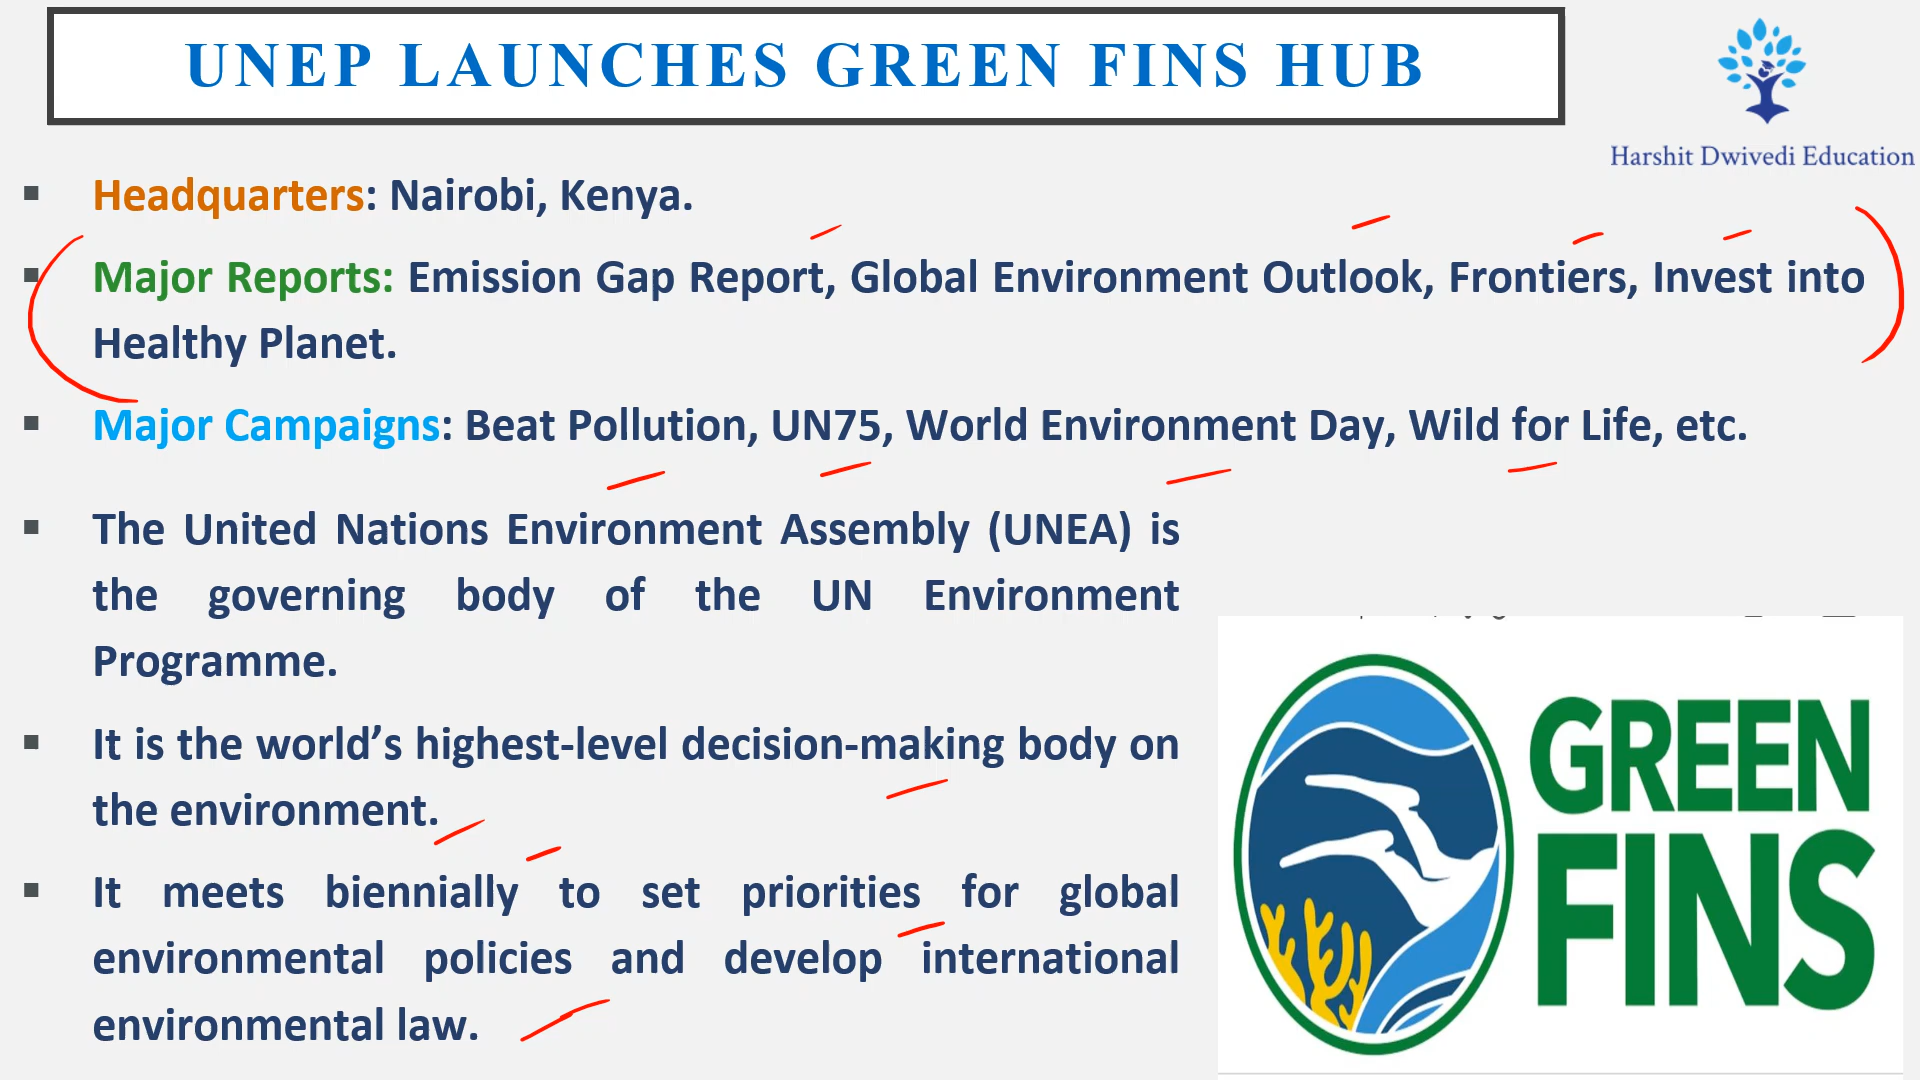 UNEP LAUNCHES GREEN FINS HUB
Harshit Dwivedi Education
Headquarters: Nairobi, Kenya.
Major Reports: Emission Gap Report, Global Environment Outlook, Frontiers, Invest into
Healthy Planet.
Major Campaigns: Beat Pollution, UN75, World Environment Day, Wild for Life, etc.
The United Nations Environment Assembly (UNEA) is
the governing body of the UN Environment
Programme.
It is the world’s highest-level decision-making body on
the environment.
It meets biennially to set priorities for global
environmental policies and develop international
environmental law.
GREEN
FINS